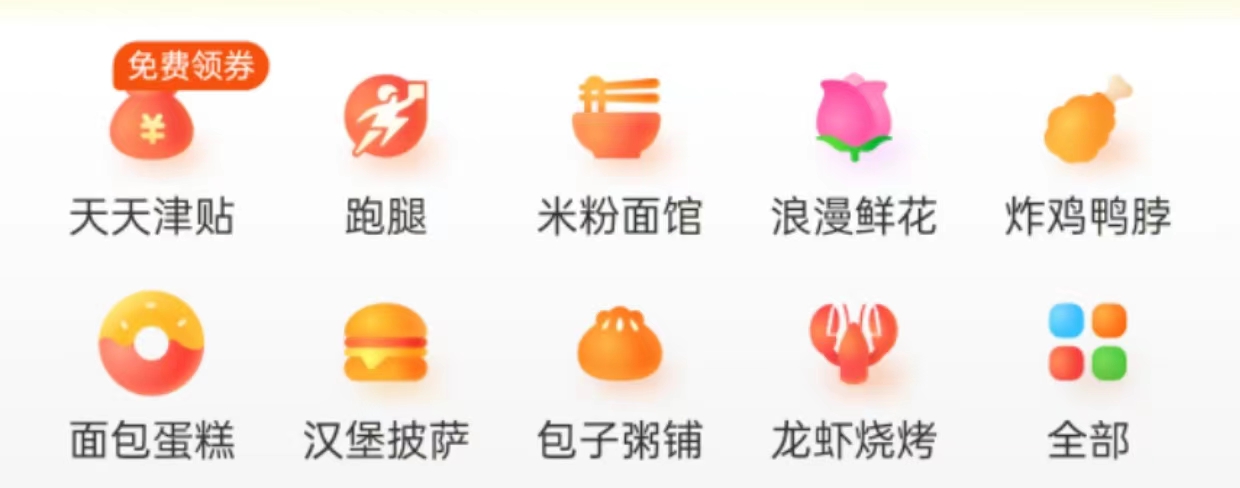 免费领券
¥
天天津贴
跑腿
米粉面馆
浪漫鲜花
炸鸡鸭脖
面包蛋糕
汉堡披萨
包子粥铺
龙虾烧烤
全部